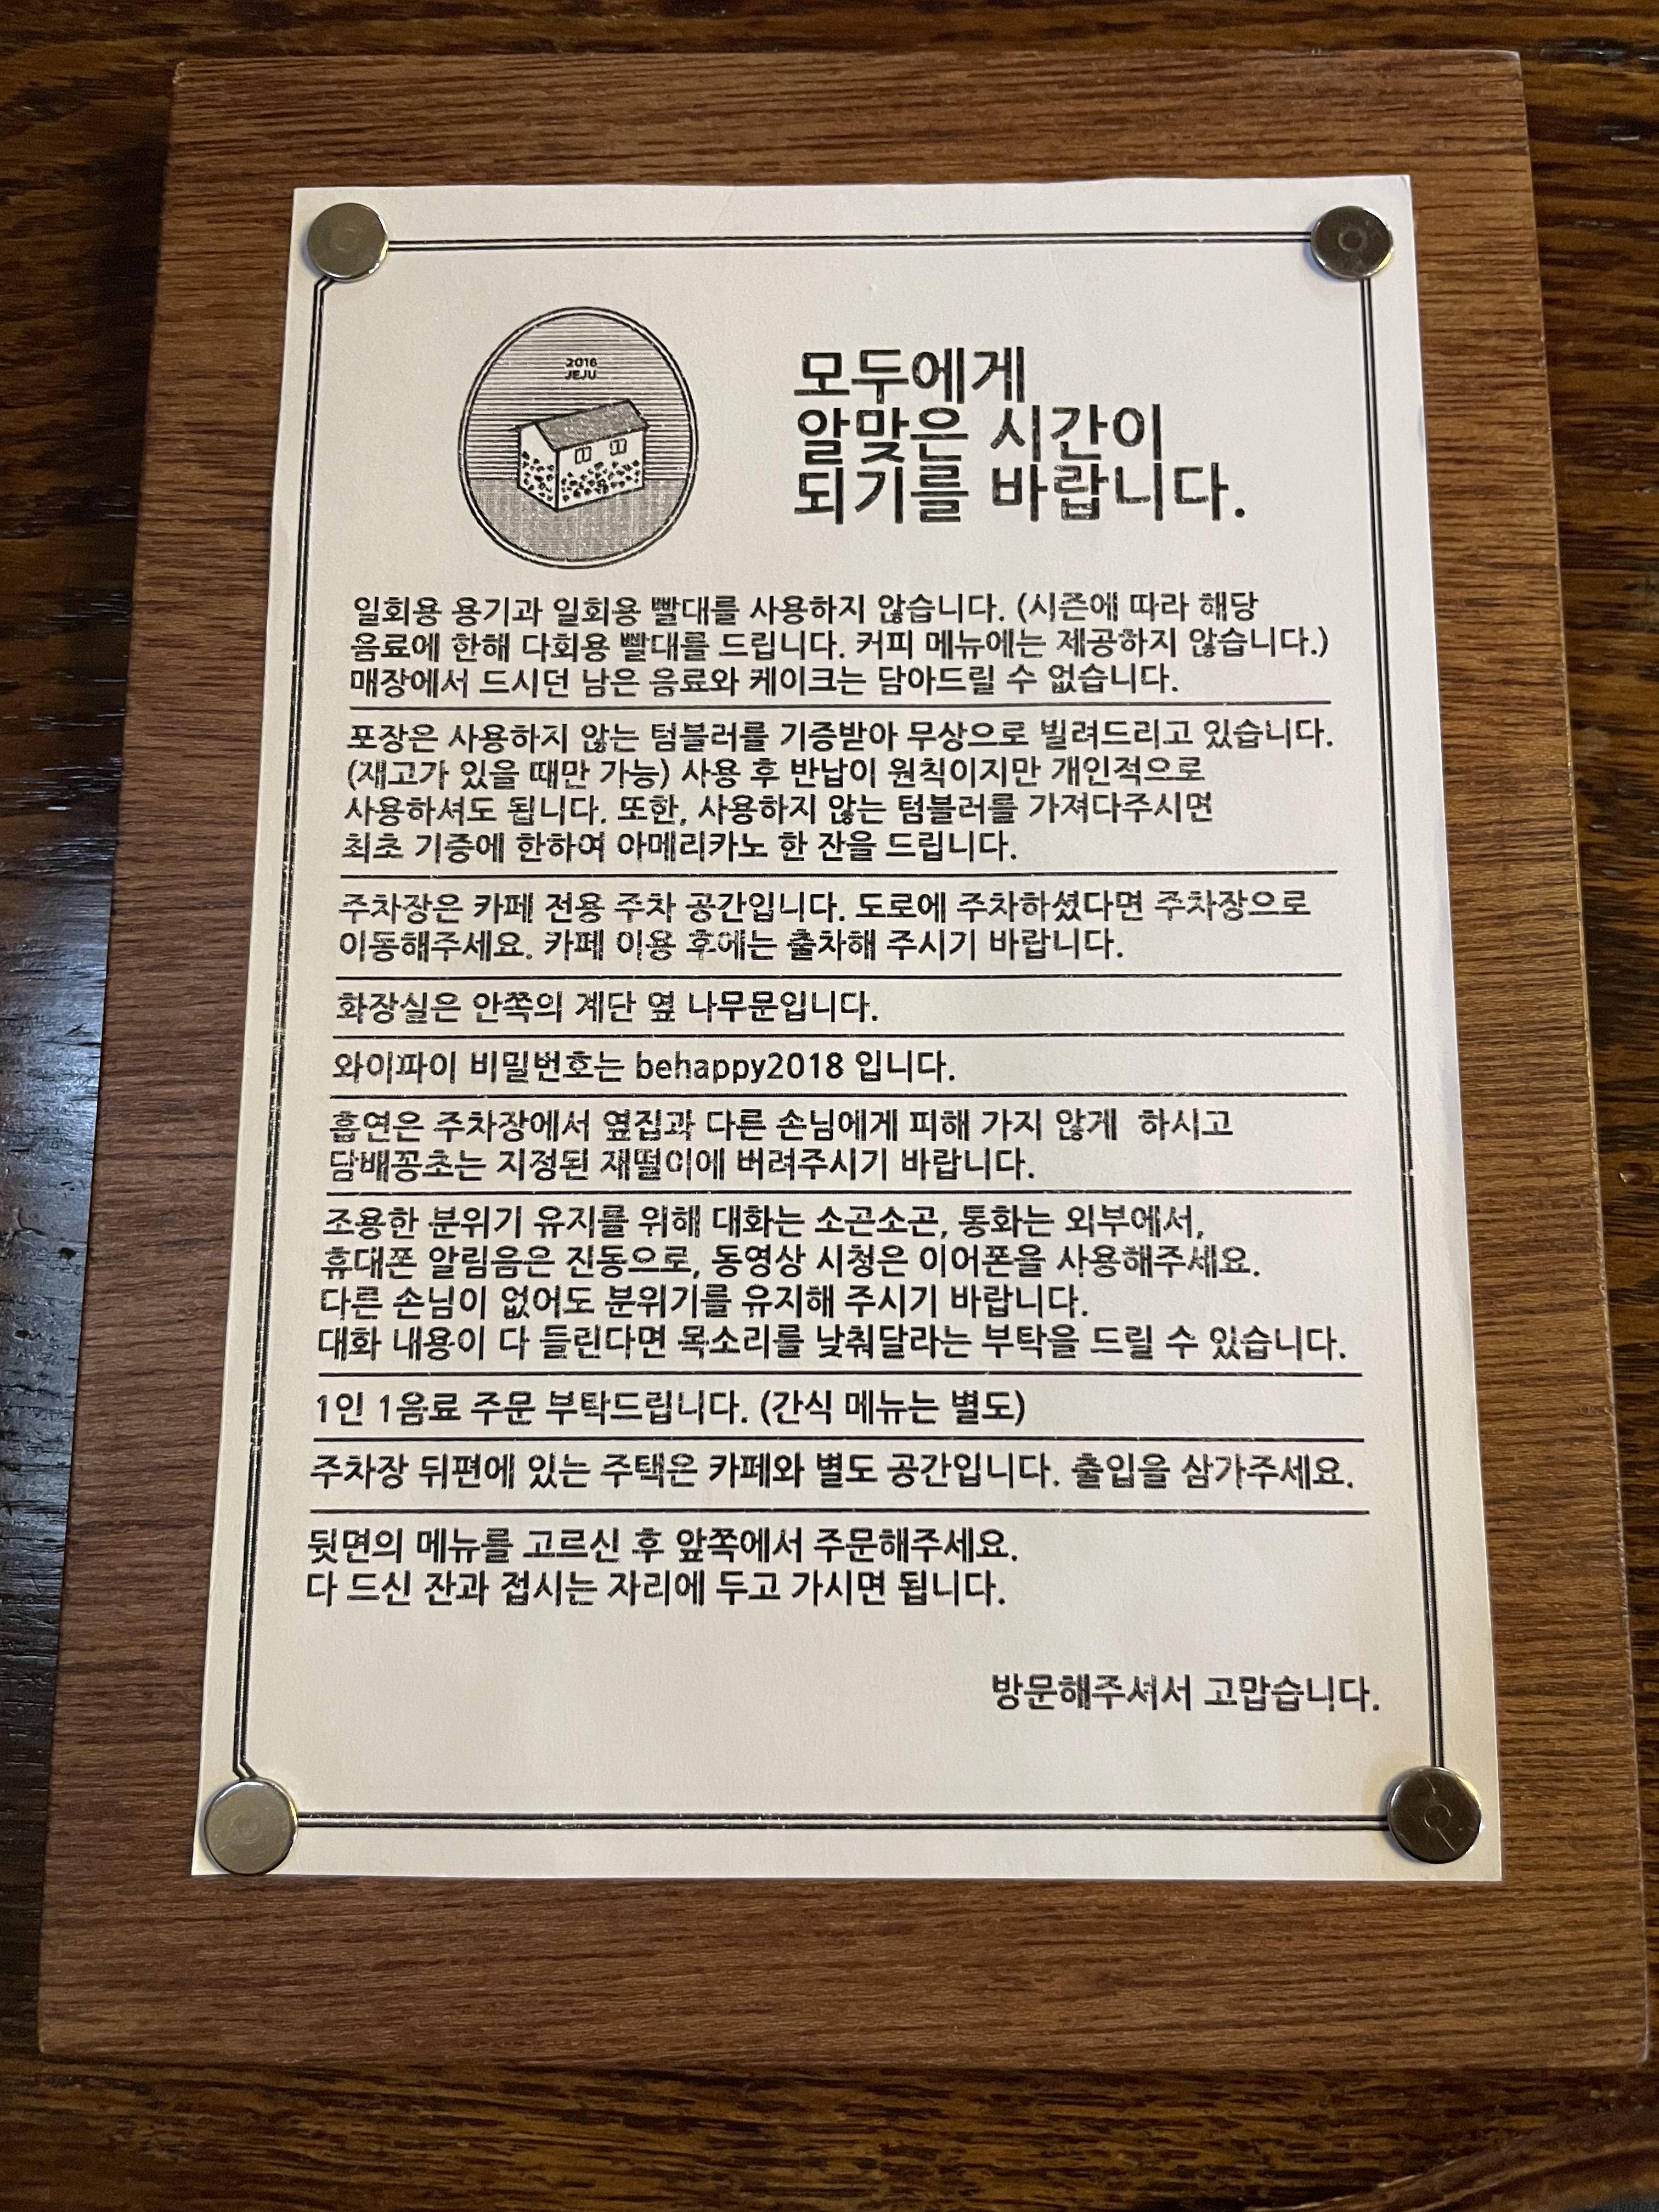 2016
JEJU
모두에게
알맞은 시간이
되기를 바랍니다.
일회용 용기과 일회용 빨대를 사용하지 않습니다. (시즌에 따라 해당
음료에 한해 다회용 빨대를 드립니다. 커피 메뉴에는 제공하지 않습니다.)
매장에서 드시던 남은 음료와 케이크는 담아드릴 수 없습니다.
포장은 사용하지 않는 텀블러를 기증받아 무상으로 빌려드리고 있습니다.
(재고가 있을 때만 가능) 사용 후 반납이 원칙이지만 개인적으로
사용하셔도 됩니다. 또한, 사용하지 않는 텀블러를 가져다주시면
최초 기증에 한하여 아메리카노 한 잔을 드립니다.
주차장은 카페 전용 주차 공간입니다. 도로에 주차하셨다면 주차장으로
이동해주세요. 카페 이용 후에는 출차해 주시기 바랍니다.
화장실은 안쪽의 계단 옆 나무문입니다.
와이파이 비밀번호는 behappy2018 입니다.
흡연은 주차장에서 옆집과 다른 손님에게 피해 가지 않게 하시고
담배꽁초는 지정된 재떨이에 버려주시기 바랍니다.
조용한 분위기 유지를 위해 대화는 소곤소곤, 통화는 외부에서,
휴대폰 알림음은 진동으로, 동영상 시청은 이어폰을 사용해주세요.
다른 손님이 없어도 분위기를 유지해 주시기 바랍니다.
대화 내용이 다 들린다면 목소리를 낮춰달라는 부탁을 드릴 수 있습니다.
1인 1음료 주문 부탁드립니다. (간식 메뉴는 별도)
주차장 뒤편에 있는 주택은 카페와 별도 공간입니다. 출입을 삼가주세요.
뒷면의 메뉴를 고르신 후 앞쪽에서 주문해주세요.
다 드신 잔과 접시는 자리에 두고 가시면 됩니다.
방문해주셔서 고맙습니다.